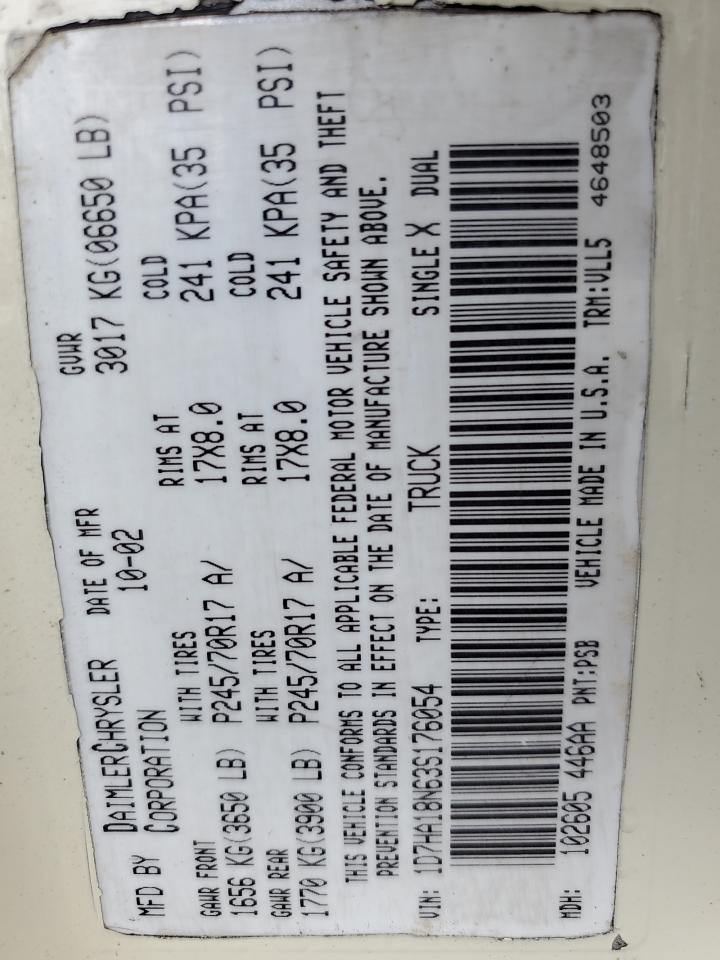 MFD BY DAIMLERCHRYSLER DATE OF MFR GVWR
CORPORATION 10-02 3017 KG(06650 LB)
GAWR FRONT WITH TIRES RIMS AT COLD
1656 KG(3650 LB) P245/70R17 A/ 17X8.0 241 KPA(35 PSI)
GAWR REAR WITH TIRES RIMS AT COLD
1770 KG(3900 LB) P245/70R17 A/ 17X8.0 241 KPA(35 PSI)
THIS VEHICLE CONFORMS TO ALL APPLICABLE FEDERAL MOTOR VEHICLE SAFETY AND THEFT
PREVENTION STANDARDS IN EFFECT ON THE DATE OF MANUFACTURE SHOWN ABOVE.
VIN: 1D7HA18N63S176054 TYPE: TRUCK SINGLE X DUAL
MDH: 102605 446AA PNT:PSB VEHICLE MADE IN U.S.A. TRM:VLL5 4648503